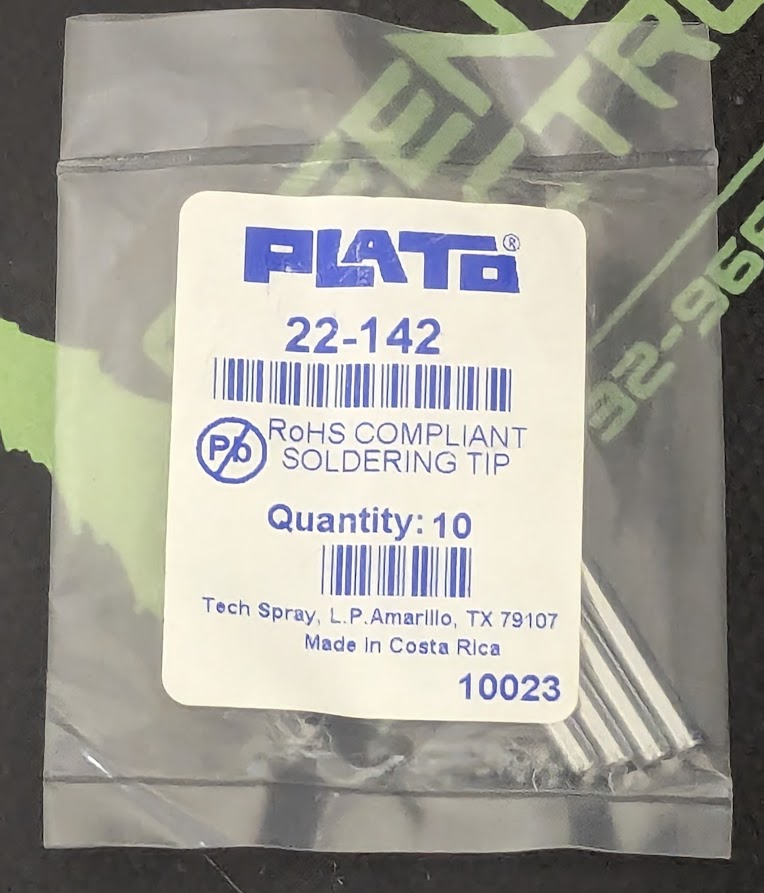 PLATO®
22-142
Pb
RoHS COMPLIANT
SOLDERING TIP
Quantity: 10
Tech Spray, L.P.Amarillo, TX 79107
Made in Costa Rica
10023